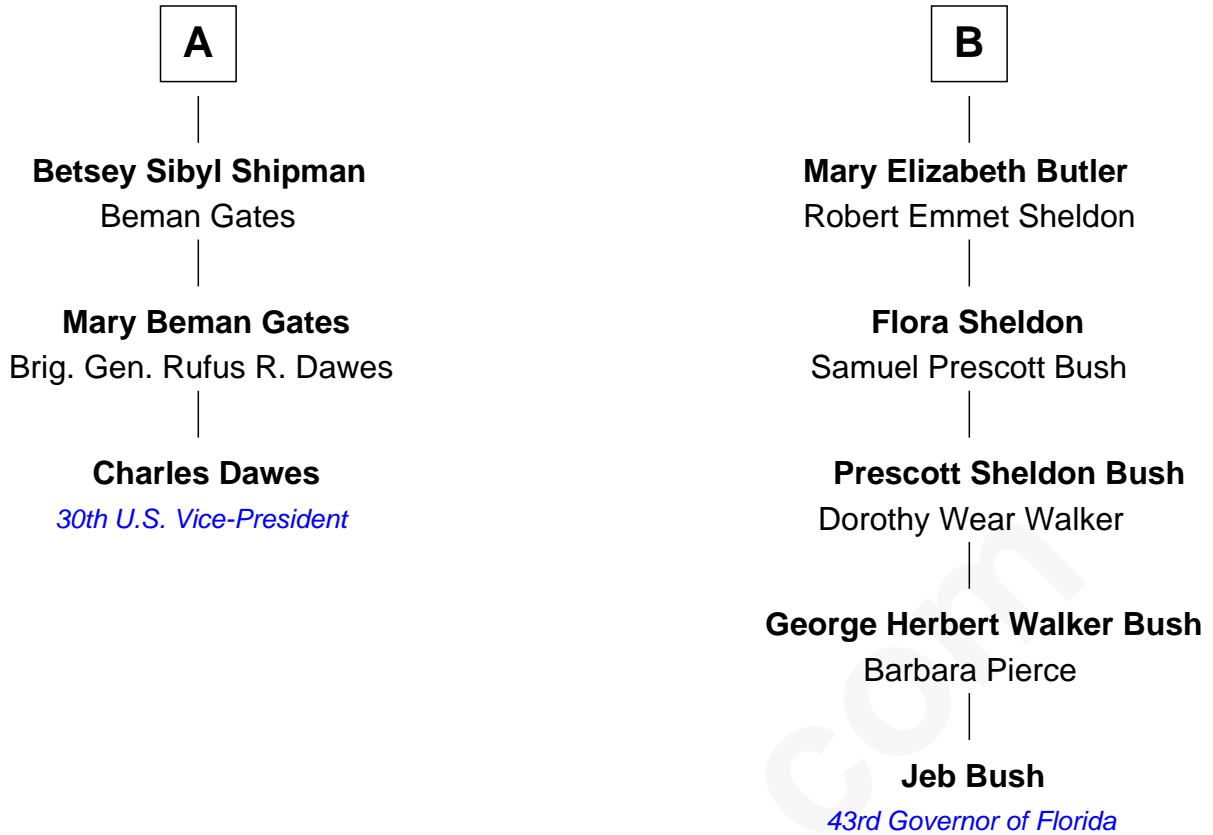 A
Betsey Sibyl Shipman
Beman Gates
Mary Beman Gates
Brig. Gen. Rufus R. Dawes
Charles Dawes
30th U.S. Vice-President
B
Mary Elizabeth Butler
Robert Emmet Sheldon
Flora Sheldon
Samuel Prescott Bush
Prescott Sheldon Bush
Dorothy Wear Walker
George Herbert Walker Bush
Barbara Pierce
Jeb Bush
43rd Governor of Florida
com